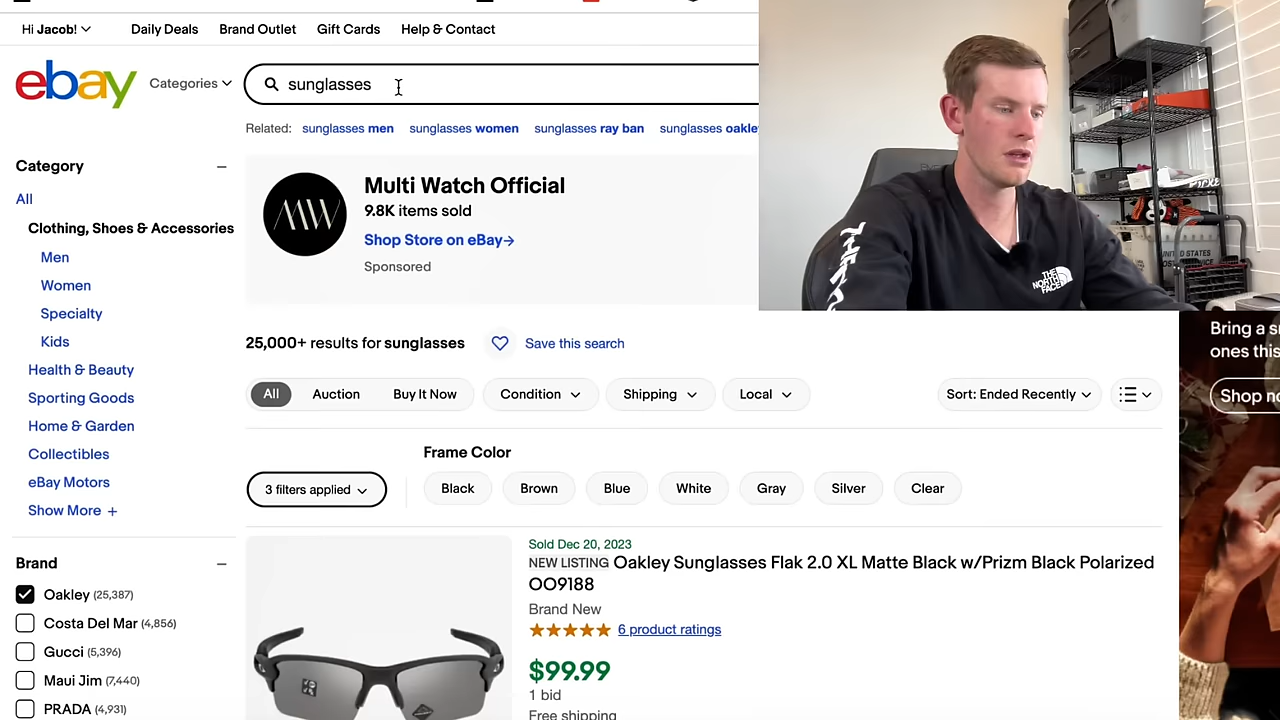 Hi Jacob!
Daily Deals
Brand Outlet
Gift Cards
Help & Contact
ebay
Categories
sunglasses
Related: sunglasses men sunglasses women sunglasses ray ban sunglasses oakle
Category
All
Clothing, Shoes & Accessories
Men
Women
Specialty
Kids
Health & Beauty
Sporting Goods
Home & Garden
Collectibles
eBay Motors
Show More +
Brand
Oakley (25,387)
Costa Del Mar (4,856)
Gucci (5,396)
Maui Jim (7,440)
PRADA (4,931)
MW
Multi Watch Official
9.8K items sold
Shop Store on eBay→
Sponsored
25,000+ results for sunglasses
Save this search
All
Auction
Buy It Now
Condition
Shipping
Local
Sort: Ended Recently
3 filters applied
Frame Color
Black
Brown
Blue
White
Gray
Silver
Clear
Sold Dec 20, 2023
NEW LISTING Oakley Sunglasses Flak 2.0 XL Matte Black w/Prizm Black Polarized
OO9188
Brand New
6 product ratings
$99.99
1 bid
Free shipping
THE
NORTH
FACE
UNITED STATES
Bring a s
ones this
Shop no